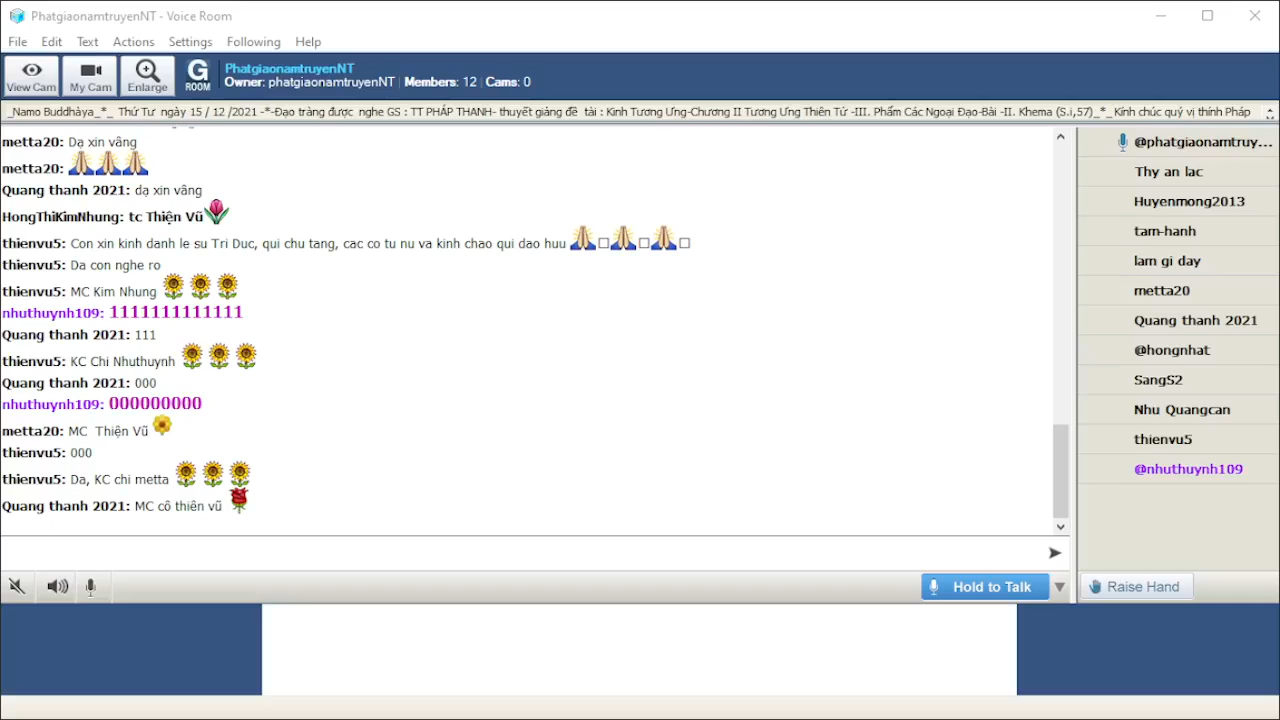 PhatgiaonamtruyenNT - Voice Room
File Edit Text Actions Settings Following Help
View Cam My Cam Enlarge G ROOM
PhatgiaonamtruyenNT
Owner: phatgiaonamtruyenNT Members: 12 Cams: 0
_Namo Buddhàya_*_ Thứ Tư ngày 15 / 12 /2021 -*-Đạo tràng được nghe GS : TT PHÁP THANH- thuyết giảng đề tài : Kinh Tương Ưng-Chương II Tương Ưng Thiên Tử -III. Phẩm Các Ngoại Đạo-Bài -II. Khema (S.i,57)_*_Kính chúc quý vị thính Pháp
metta20: Dạ xin vâng
metta20:
Quang thanh 2021: dạ xin vâng
HongThiKimNhung: tc Thiện Vũ
thienvu5: Con xin kinh danh le su Tri Duc, qui chu tang, cac co tu nu va kinh chao qui dao huu
thienvu5: Da con nghe ro
thienvu5: MC Kim Nhung
nhuthuynh109: 1111111111111
Quang thanh 2021: 111
thienvu5: KC Chi Nhuthuynh
Quang thanh 2021: 000
nhuthuynh109: 000000000
metta20: MC Thiện Vũ
thienvu5: 000
thienvu5: Da, KC chi metta
Quang thanh 2021: MC cô thiên vũ
@phatgiaonamtruy...
Thy an lac
Huyenmong2013
tam-hanh
lam gi day
metta20
Quang thanh 2021
@hongnhat
SangS2
Nhu Quangcan
thienvu5
@nhuthuynh109
Hold to Talk
Raise Hand